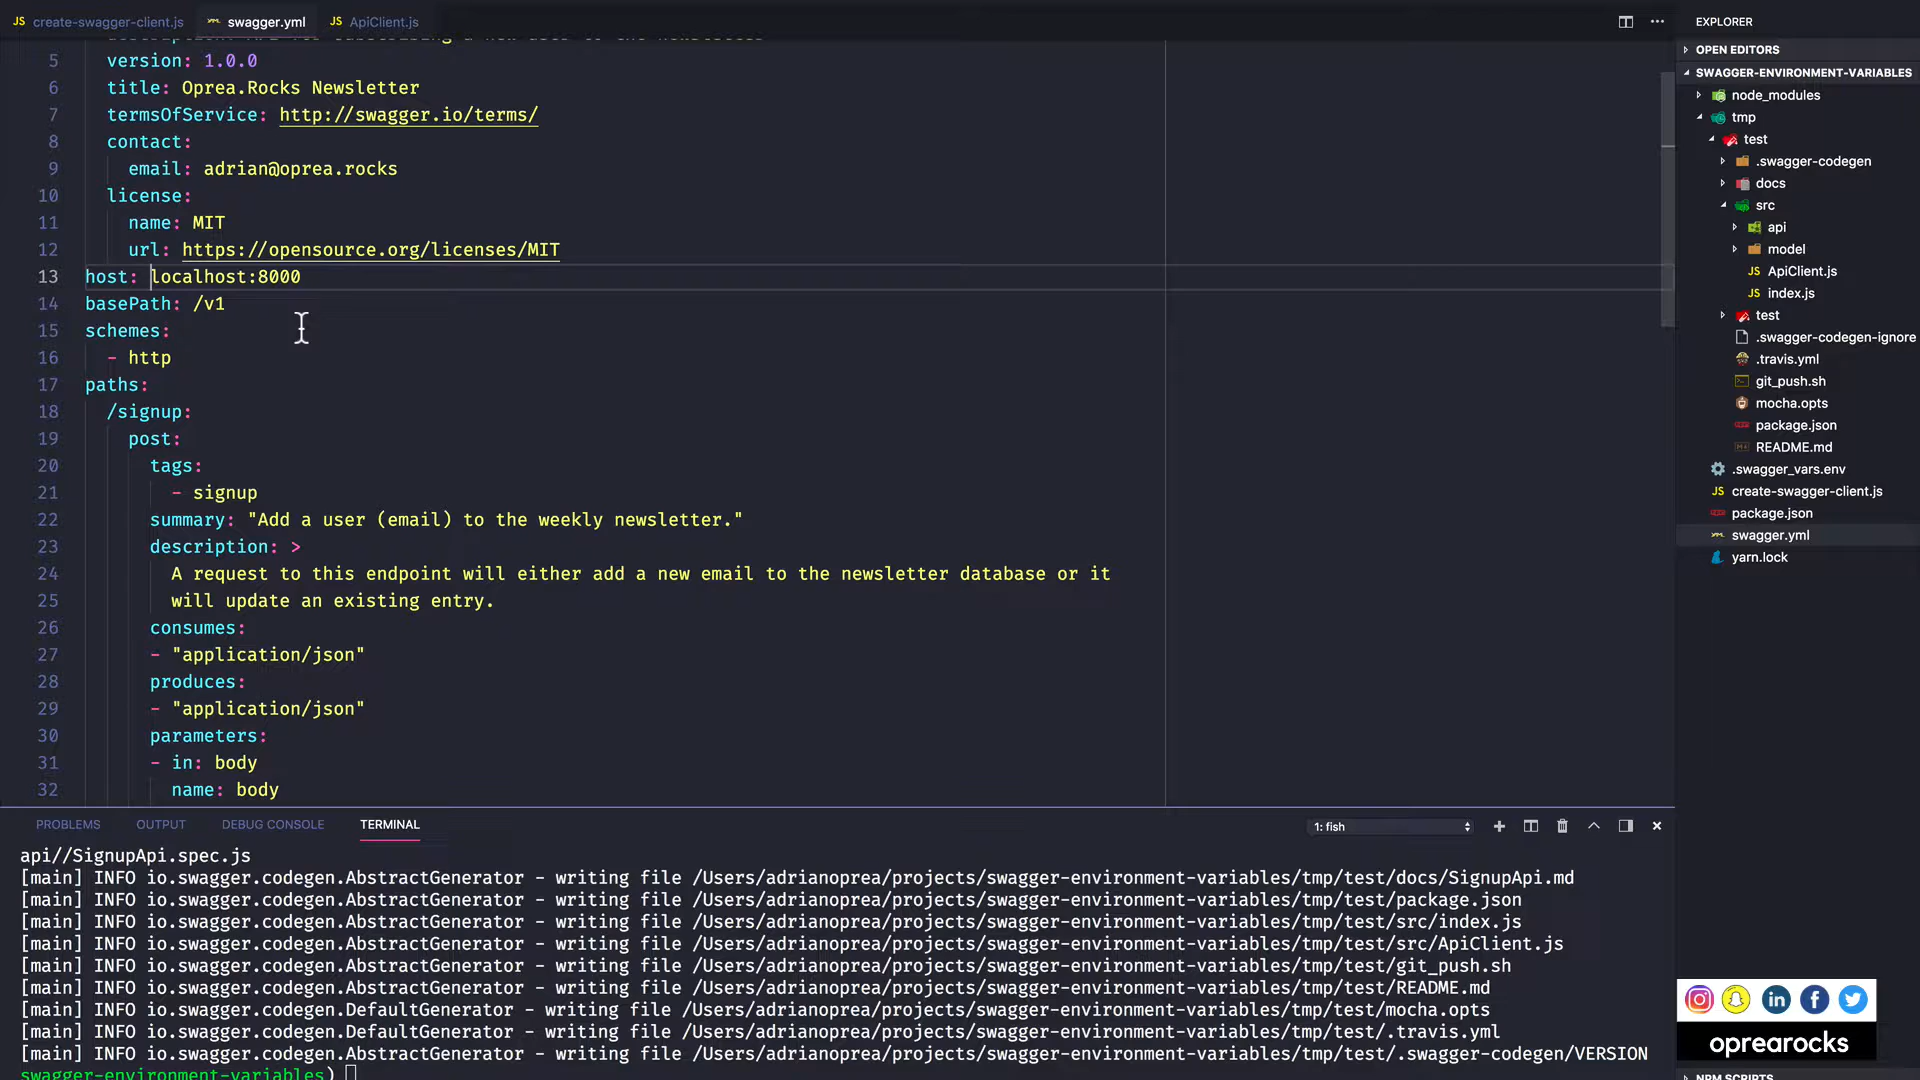 create-swagger-client.js
swagger.yml
ApiClient.js
5 version: 1.0.0
6 title: Oprea.Rocks Newsletter
7 termsOfService: http://swagger.io/terms/
8 contact:
9 email: adrian@oprea.rocks
10 license:
11 name: MIT
12 url: https://opensource.org/licenses/MIT
13 host: localhost:8000
14 basePath: /v1
15 schemes:
16 - http
17 paths:
18 /signup:
19 post:
20 tags:
21 - signup
22 summary: "Add a user (email) to the weekly newsletter."
23 description: >
24 A request to this endpoint will either add a new email to the newsletter database or it
25 will update an existing entry.
26 consumes:
27 - "application/json"
28 produces:
29 - "application/json"
30 parameters:
31 - in: body
32 name: body
PROBLEMS OUTPUT DEBUG CONSOLE TERMINAL 1: fish
api//SignupApi.spec.js
[main] INFO io.swagger.codegen.AbstractGenerator - writing file /Users/adrianoprea/projects/swagger-environment-variables/tmp/test/docs/SignupApi.md
[main] INFO io.swagger.codegen.AbstractGenerator - writing file /Users/adrianoprea/projects/swagger-environment-variables/tmp/test/package.json
[main] INFO io.swagger.codegen.AbstractGenerator - writing file /Users/adrianoprea/projects/swagger-environment-variables/tmp/test/src/index.js
[main] INFO io.swagger.codegen.AbstractGenerator - writing file /Users/adrianoprea/projects/swagger-environment-variables/tmp/test/src/ApiClient.js
[main] INFO io.swagger.codegen.AbstractGenerator - writing file /Users/adrianoprea/projects/swagger-environment-variables/tmp/test/git_push.sh
[main] INFO io.swagger.codegen.AbstractGenerator - writing file /Users/adrianoprea/projects/swagger-environment-variables/tmp/test/README.md
[main] INFO io.swagger.codegen.DefaultGenerator - writing file /Users/adrianoprea/projects/swagger-environment-variables/tmp/test/mocha.opts
[main] INFO io.swagger.codegen.DefaultGenerator - writing file /Users/adrianoprea/projects/swagger-environment-variables/tmp/test/.travis.yml
[main] INFO io.swagger.codegen.AbstractGenerator - writing file /Users/adrianoprea/projects/swagger-environment-variables/tmp/test/.swagger-codegen/VERSION
swagger-environment-variables)
EXPLORER
OPEN EDITORS
SWAGGER-ENVIRONMENT-VARIABLES
node_modules
tmp
test
.swagger-codegen
docs
src
api
model
JS ApiClient.js
JS index.js
test
.swagger-codegen-ignore
.travis.yml
git_push.sh
mocha.opts
package.json
README.md
.swagger_vars.env
JS create-swagger-client.js
package.json
swagger.yml
yarn.lock
oprearocks
NPM SCRIPTS